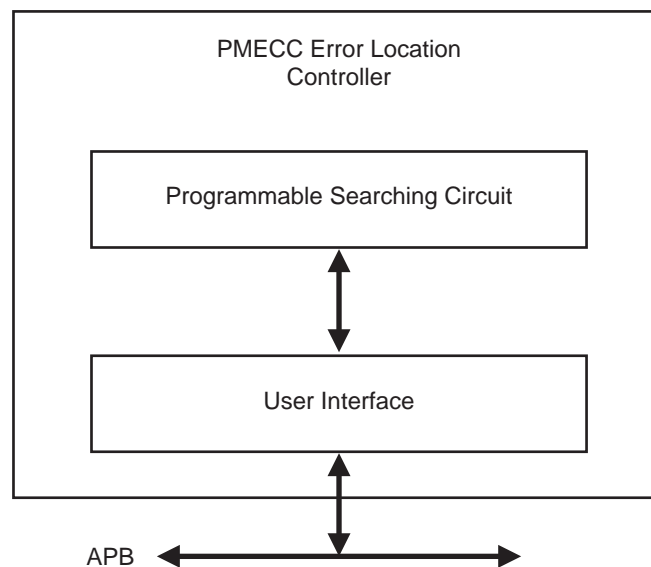 PMECC Error Location
Controller
Programmable Searching Circuit
User Interface
APB